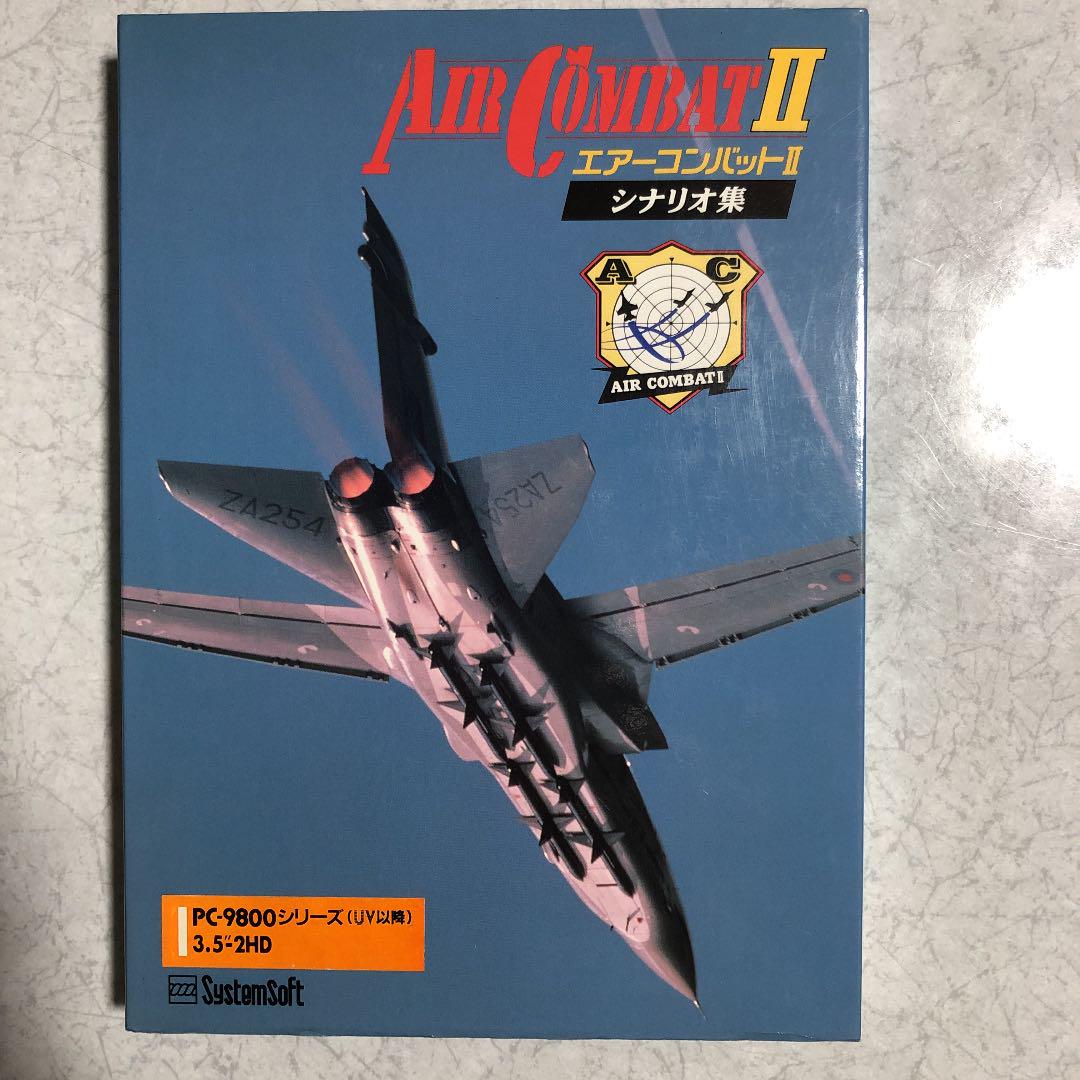 AIR COMBAT II
エアーコンバットII
シナリオ集
A C
AIR COMBAT II
ZA254
ZA254
PC-9800シリーズ(UV以降)
3.5"-2HD
SystemSoft